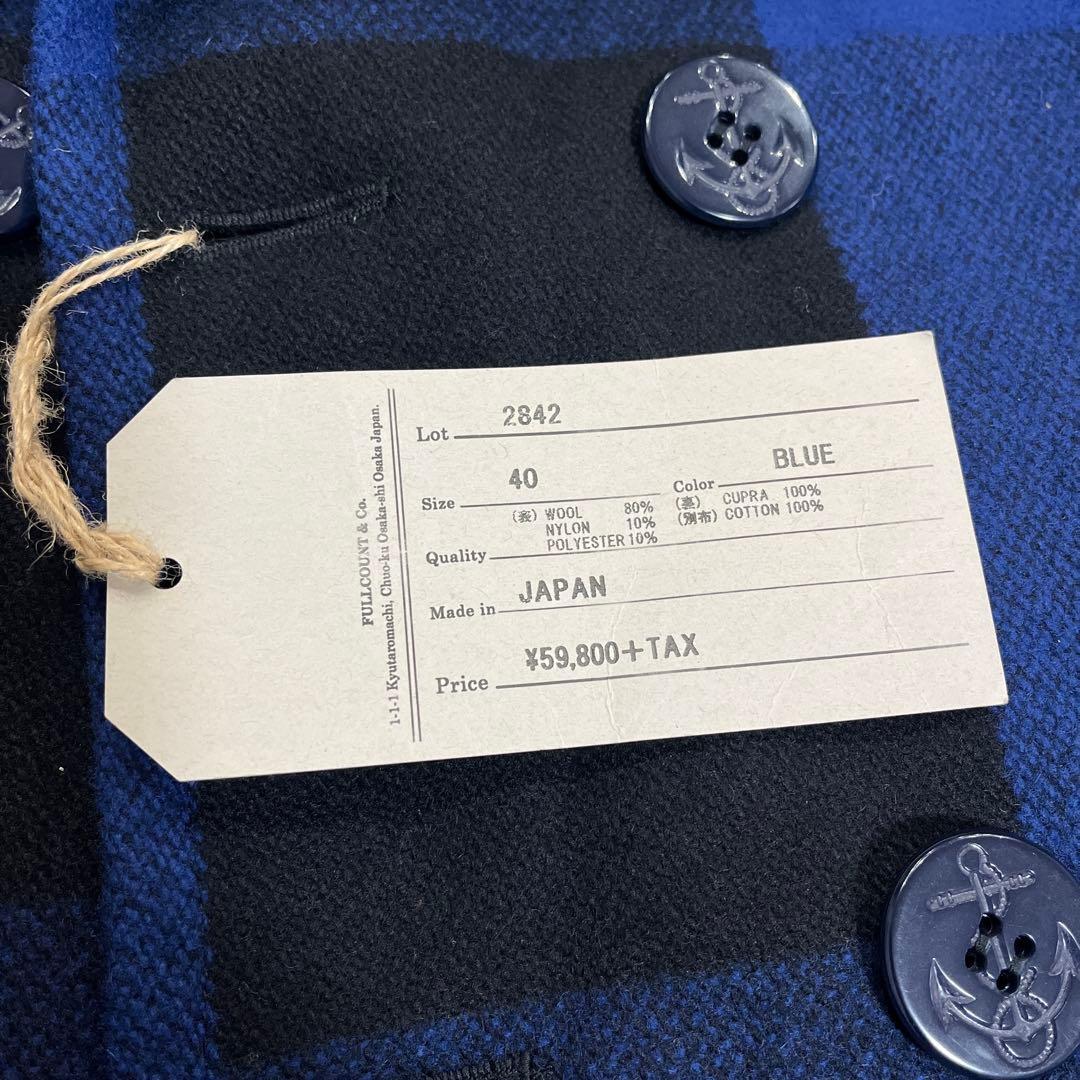 FULLCOUNT & Co.
1-1-1 Kyutaromachi, Chuo-ku Osaka-shi Osaka Japan.
Lot 2842
Size 40 Color BLUE
(表) WOOL 80% (裏) CUPRA 100%
NYLON 10% (別布) COTTON 100%
POLYESTER 10%
Quality
Made in JAPAN
Price ¥59,800+TAX